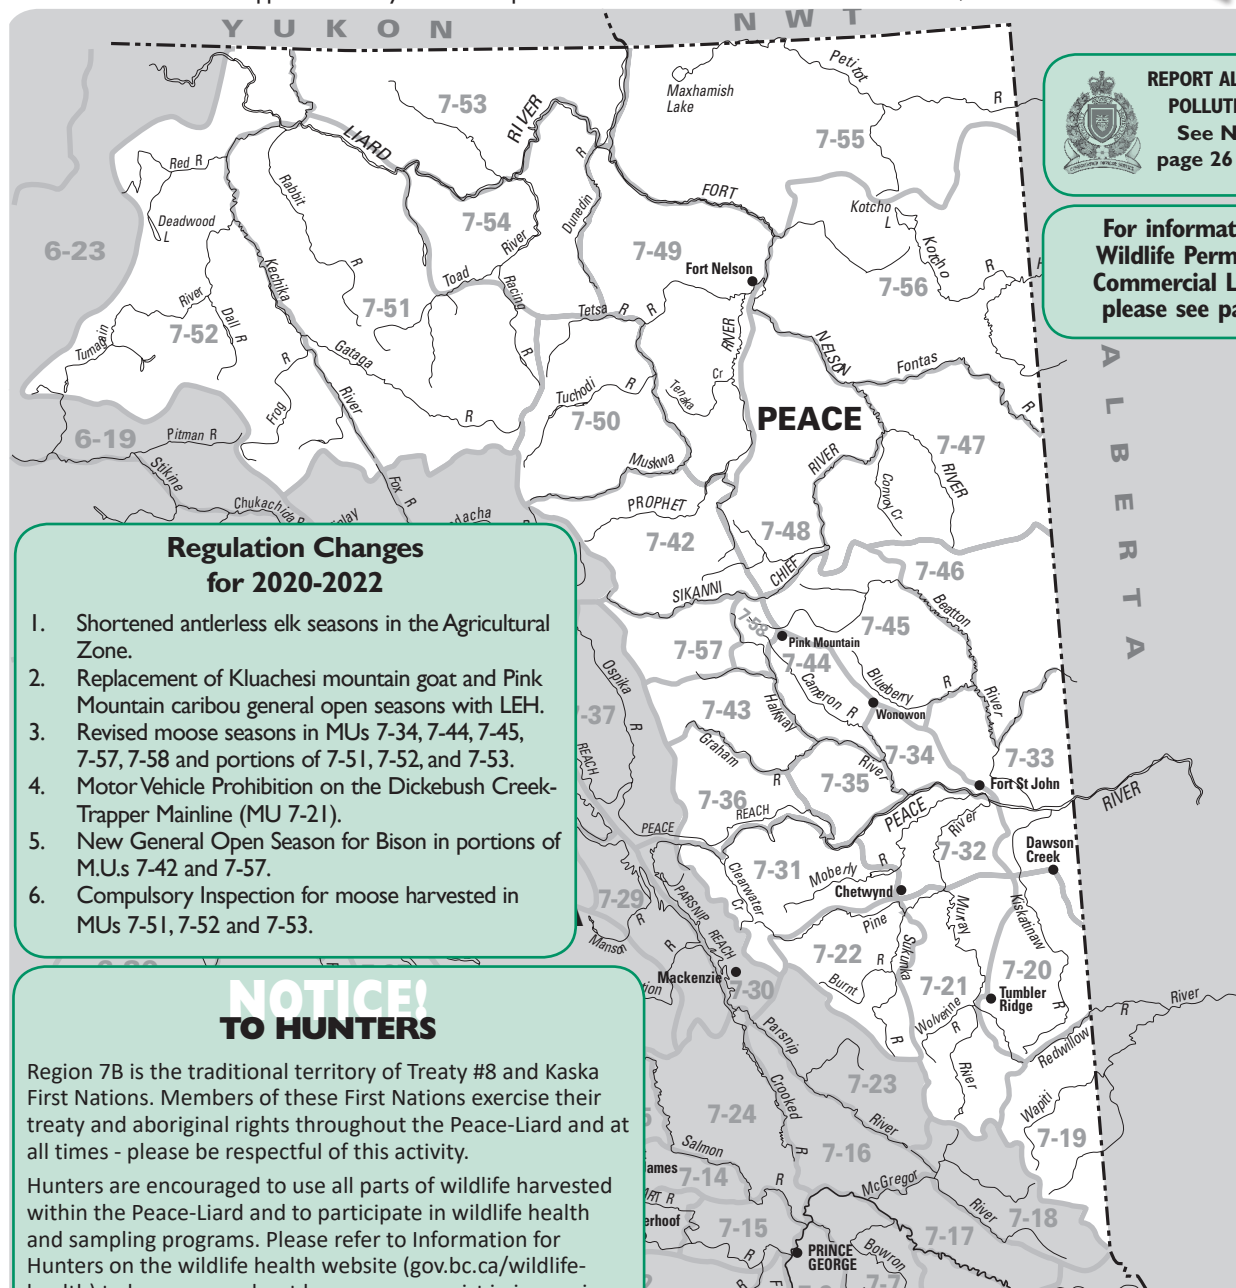 Y U K O N
N W T
Maxhamish
Lake
Petitot
R
7-53
7-55
LIARD
RIVER
R
Red R
Rabbit
FORT
Deadwood
L
7-54
Dunedin
Kotcho
L
6-23
River
7-49
Kotcho
R
Kechika
R
Toad
Racing
Fort Nelson
7-56
River
7-51
7-52
Dall R
Tetsa R R
RIVER
NELSON
Turnagain
Gataga
R
R
Fontas
Tuchodi R
Tenaka
Cr
R
Frog
River
R
7-50
PEACE
6-19
Pitman R
Muskwa
RIVER
7-47
RIVER
Stikine
Fox R
Convoy Cr
Chukachida R
PROPHET
7-42
7-48
CHIEF
7-46
SIKANNI
Beatton
7-58
7-45
Pink Mountain
7-57
7-44
Ospika
R
Cameron R
Blueberry
R
River
Wonowon
7-43
Halfway
7-34
7-33
Graham
R
River
7-35
7-36
REACH
Fort St John
RIVER
REACH
PEACE
PEACE
River
7-32
Dawson
Creek
7-31
Moberly
R
Clearwater
Cr
Chetwynd
7-29
PARSNIP
REACH
Pine
R
Murray
Kiskatinaw
R
Manson
R
7-22
Sukunka
R
7-20
Burnt
7-21
Mackenzie
7-30
Tumbler
Ridge
Wolverine
R
River
Redwillow
R
River
Parsnip
7-23
River
Wapiti
7-19
Crooked
R
7-24
Salmon
R
7-14
7-16
McGregor
River
7-15
7-17
7-18
PRINCE
GEORGE
Bowron
A L B E R T A
REPORT AL
POLLUTI
See N
page 26
For informat
Wildlife Perm
Commercial L
please see pa
Regulation Changes
for 2020-2022
1. Shortened antlerless elk seasons in the Agricultural
Zone.
2. Replacement of Kluachesi mountain goat and Pink
Mountain caribou general open seasons with LEH.
3. Revised moose seasons in MUs 7-34, 7-44, 7-45,
7-57, 7-58 and portions of 7-51, 7-52, and 7-53.
4. Motor Vehicle Prohibition on the Dickebush Creek-
Trapper Mainline (MU 7-21).
5. New General Open Season for Bison in portions of
M.U.s 7-42 and 7-57.
6. Compulsory Inspection for moose harvested in
MUs 7-51, 7-52 and 7-53.
NOTICE!
TO HUNTERS
Region 7B is the traditional territory of Treaty #8 and Kaska
First Nations. Members of these First Nations exercise their
treaty and aboriginal rights throughout the Peace-Liard and at
all times - please be respectful of this activity.
Hunters are encouraged to use all parts of wildlife harvested
within the Peace-Liard and to participate in wildlife health
and sampling programs. Please refer to Information for
Hunters on the wildlife health website (gov.bc.ca/wildlife-